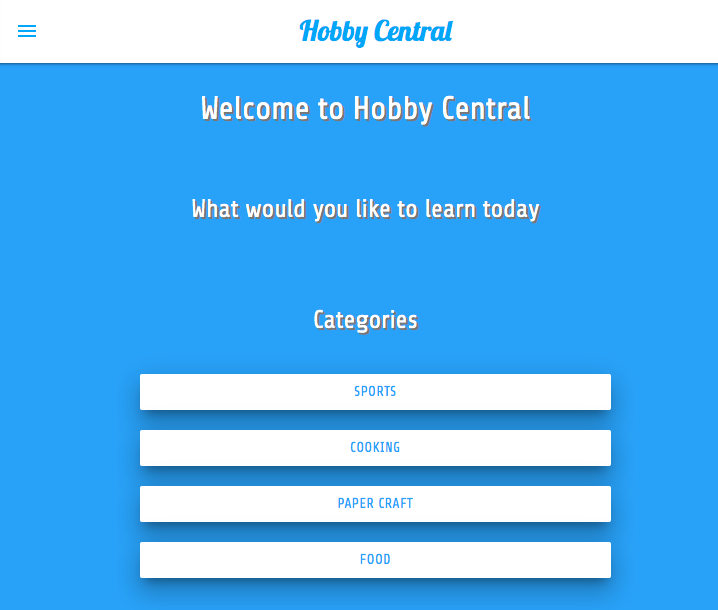 Hobby Central
Welcome to Hobby Central
What would you like to learn today
Categories
SPORTS
COOKING
PAPER CRAFT
FOOD